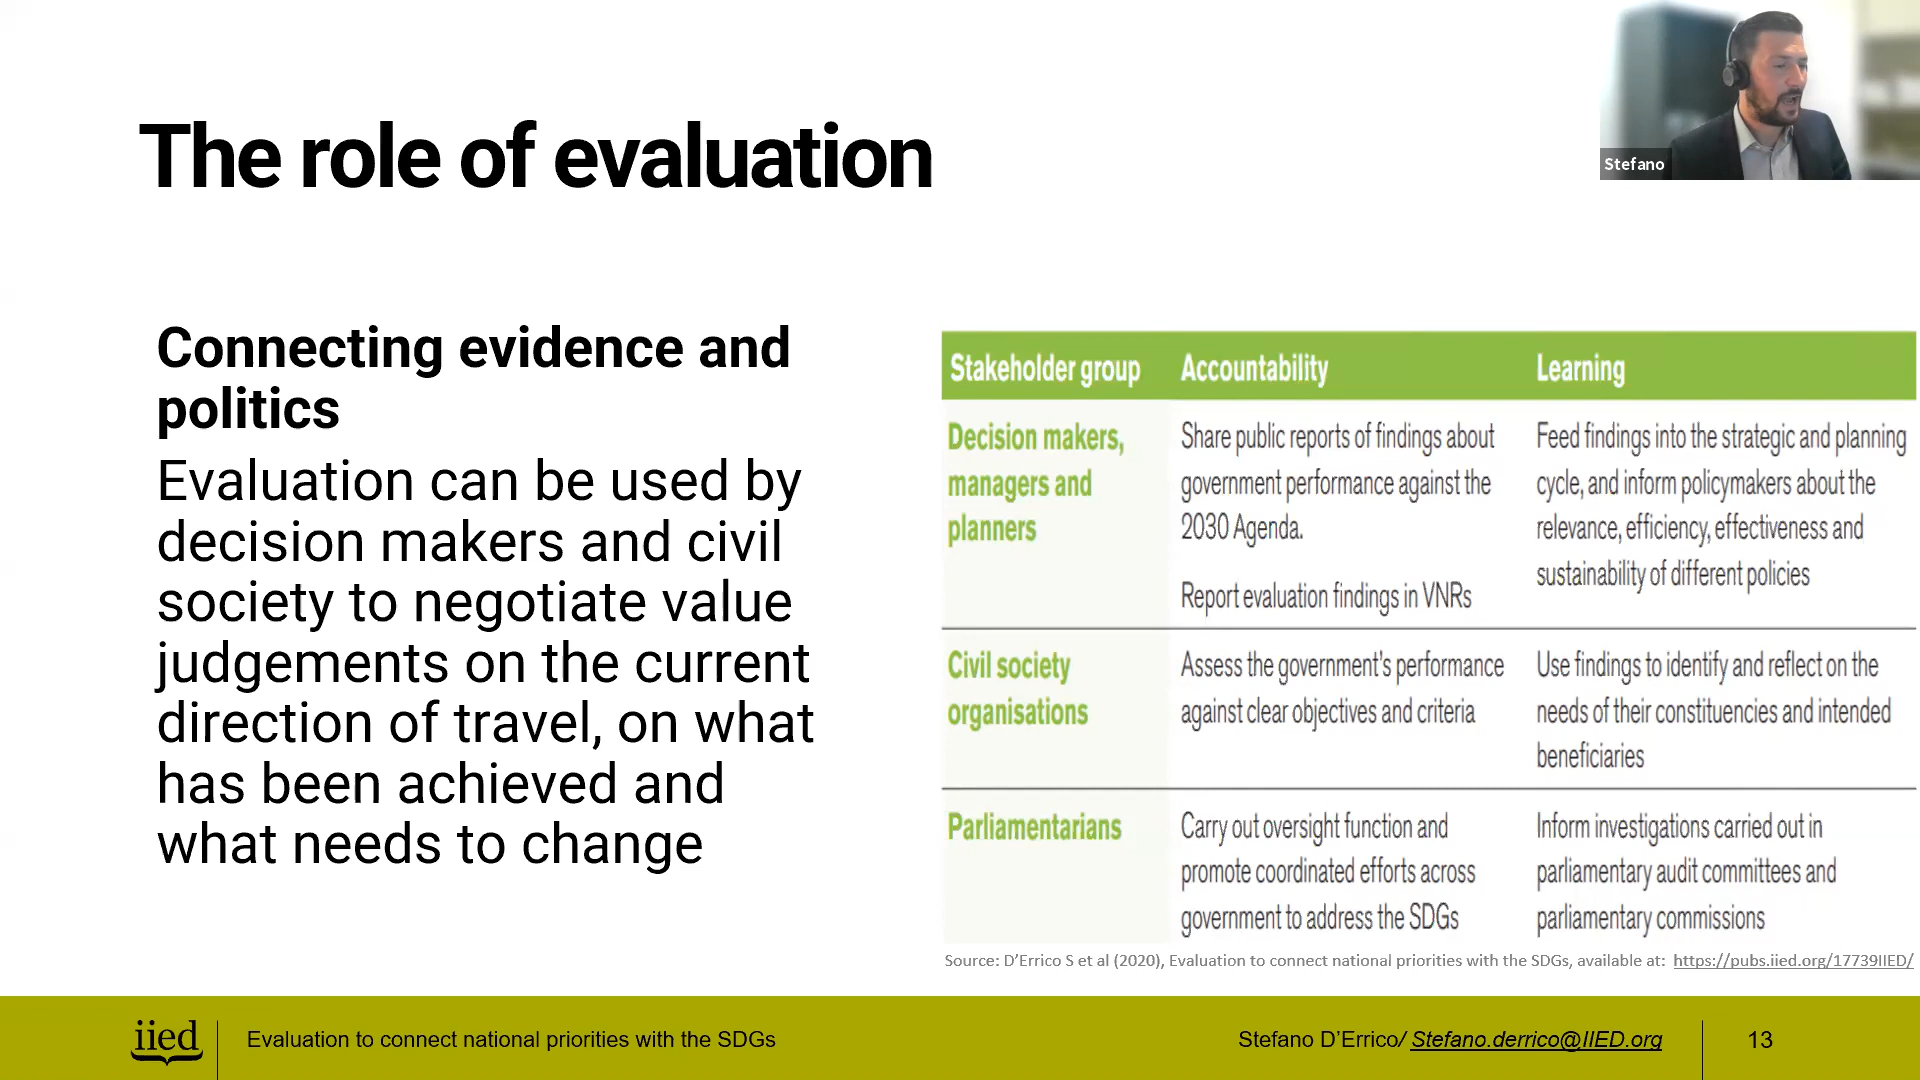 The role of evaluation
Stefano
Connecting evidence and
politics
Evaluation can be used by
decision makers and civil
society to negotiate value
judgements on the current
direction of travel, on what
has been achieved and
what needs to change
Stakeholder group
Accountability
Learning
Decision makers,
managers and
planners
Share public reports of findings about
government performance against the
2030 Agenda.
Report evaluation findings in VNRs
Feed findings into the strategic and planning
cycle, and inform policymakers about the
relevance, efficiency, effectiveness and
sustainability of different policies
Civil society
organisations
Assess the government's performance
against clear objectives and criteria
Use findings to identify and reflect on the
needs of their constituencies and intended
beneficiaries
Parliamentarians
Carry out oversight function and
promote coordinated efforts across
government to address the SDGs
Inform investigations carried out in
parliamentary audit committees and
parliamentary commissions
Source: D'Errico S et al (2020), Evaluation to connect national priorities with the SDGs, available at: https://pubs.iied.org/17739IIED/
iied
Evaluation to connect national priorities with the SDGs
Stefano D'Errico/ Stefano.derrico@IIED.org
13